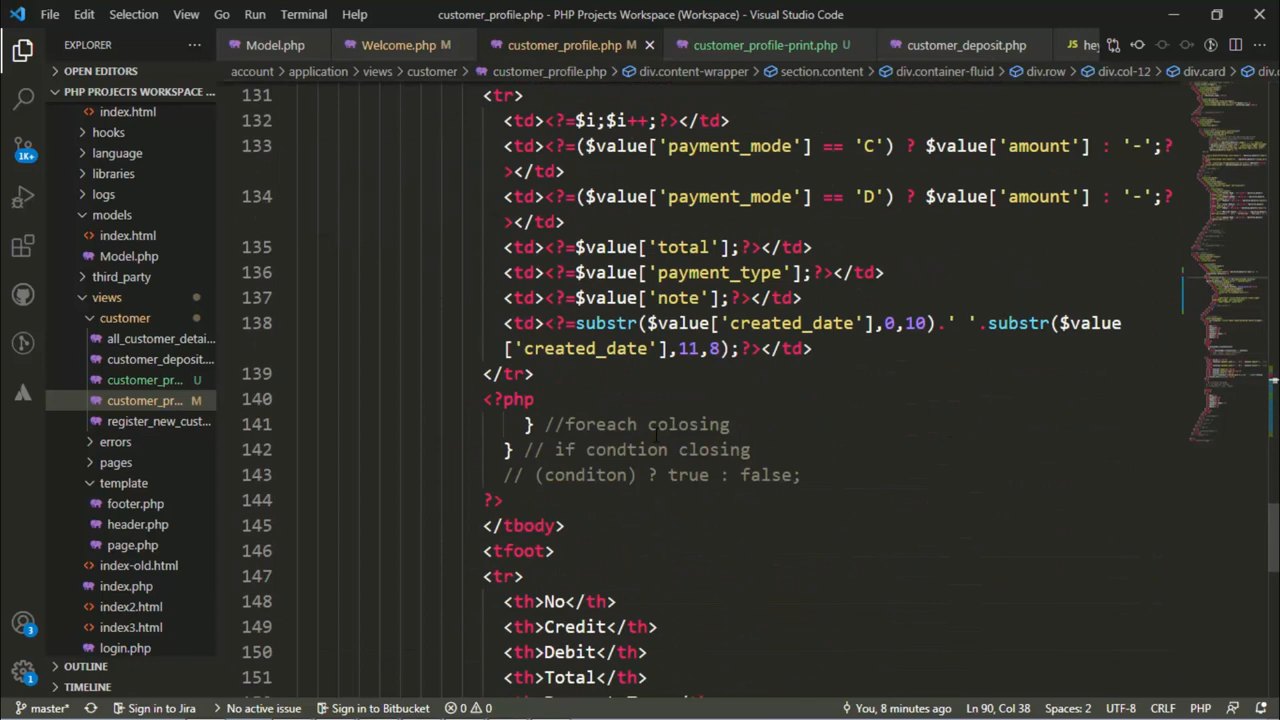 File Edit Selection View Go Run Terminal Help customer_profile.php - PHP Projects Workspace (Workspace) - Visual Studio Code
EXPLORER
Model.php Welcome.php M customer_profile.php M customer_profile-print.php U customer_deposit.php JS hey
account > application > views > customer > customer_profile.php > div.content-wrapper > section.content > div.container-fluid > div.row > div.col-12 > div.card > div.c
OPEN EDITORS
PHP PROJECTS WORKSPACE ...
index.html
hooks
language
libraries
logs
models
index.html
Model.php
third_party
views
customer
all_customer_detai...
customer_deposit....
customer_pr... U
customer_pr... M
register_new_cust...
errors
pages
template
footer.php
header.php
page.php
index-old.html
index.php
index2.html
index3.html
login.php
OUTLINE
TIMELINE
1K+
3
1
131 <tr>
132 <td><?=$i;$i++;?></td>
133 <td><?=($value['payment_mode'] == 'C') ? $value['amount'] : '-';?
></td>
134 <td><?=($value['payment_mode'] == 'D') ? $value['amount'] : '-';?
></td>
135 <td><?=$value['total'];?></td>
136 <td><?=$value['payment_type'];?></td>
137 <td><?=$value['note'];?></td>
138 <td><?=substr($value['created_date'],0,10).' '.substr($value
['created_date'],11,8);?></td>
139 </tr>
140 <?php
141 } //foreach colosing
142 } // if condtion closing
143 // (conditon) ? true : false;
144 ?>
145 </tbody>
146 <tfoot>
147 <tr>
148 <th>No</th>
149 <th>Credit</th>
150 <th>Debit</th>
151 <th>Total</th>
master* Sign in to Jira No active issue Sign in to Bitbucket 0 0 You, 8 minutes ago Ln 90, Col 38 Spaces: 2 UTF-8 CRLF PHP